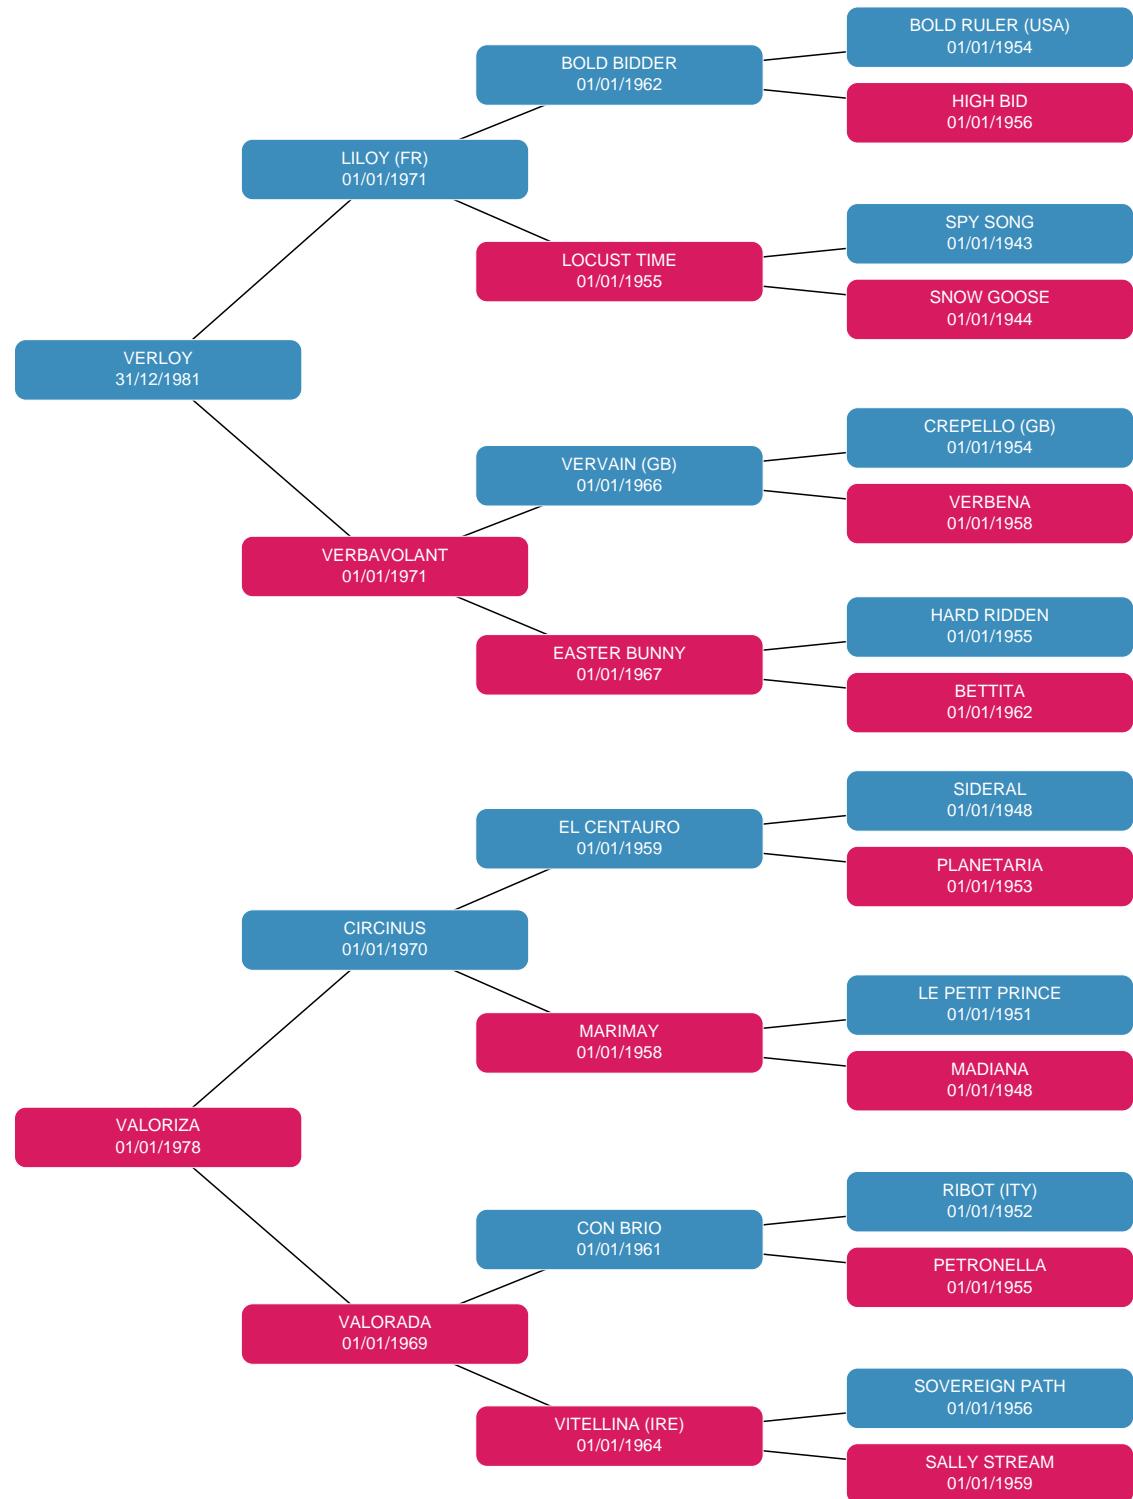 BOLD RULER (USA)
01/01/1954
BOLD BIDDER
01/01/1962
HIGH BID
01/01/1956
LILOY (FR)
01/01/1971
SPY SONG
01/01/1943
LOCUST TIME
01/01/1955
SNOW GOOSE
01/01/1944
VERLOY
31/12/1981
CREPELLO (GB)
01/01/1954
VERVAIN (GB)
01/01/1966
VERBENA
01/01/1958
VERBAVOLANT
01/01/1971
HARD RIDDEN
01/01/1955
EASTER BUNNY
01/01/1967
BETTITA
01/01/1962
SIDERAL
01/01/1948
EL CENTAURO
01/01/1959
PLANETARIA
01/01/1953
CIRCINUS
01/01/1970
LE PETIT PRINCE
01/01/1951
MARIMAY
01/01/1958
MADIANA
01/01/1948
VALORIZA
01/01/1978
RIBOT (ITY)
01/01/1952
CON BRIO
01/01/1961
PETRONELLA
01/01/1955
VALORADA
01/01/1969
SOVEREIGN PATH
01/01/1956
VITELLINA (IRE)
01/01/1964
SALLY STREAM
01/01/1959